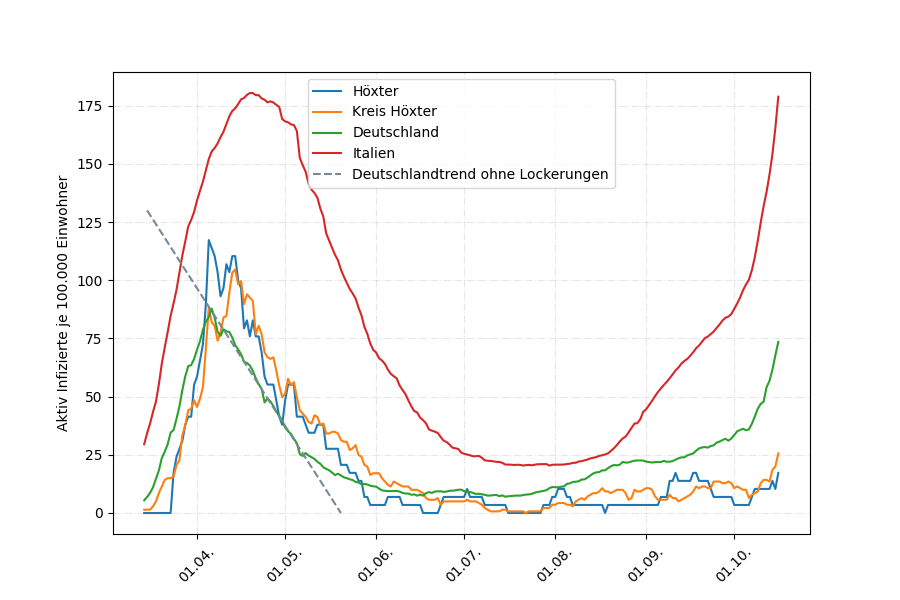 Höxter
Kreis Höxter
Deutschland
Italien
Deutschlandtrend ohne Lockerungen
Aktiv Infizierte je 100.000 Einwohner
175
150
125
100
75
50
25
0
01.04.
01.05.
01.06.
01.07.
01.08.
01.09.
01.10.